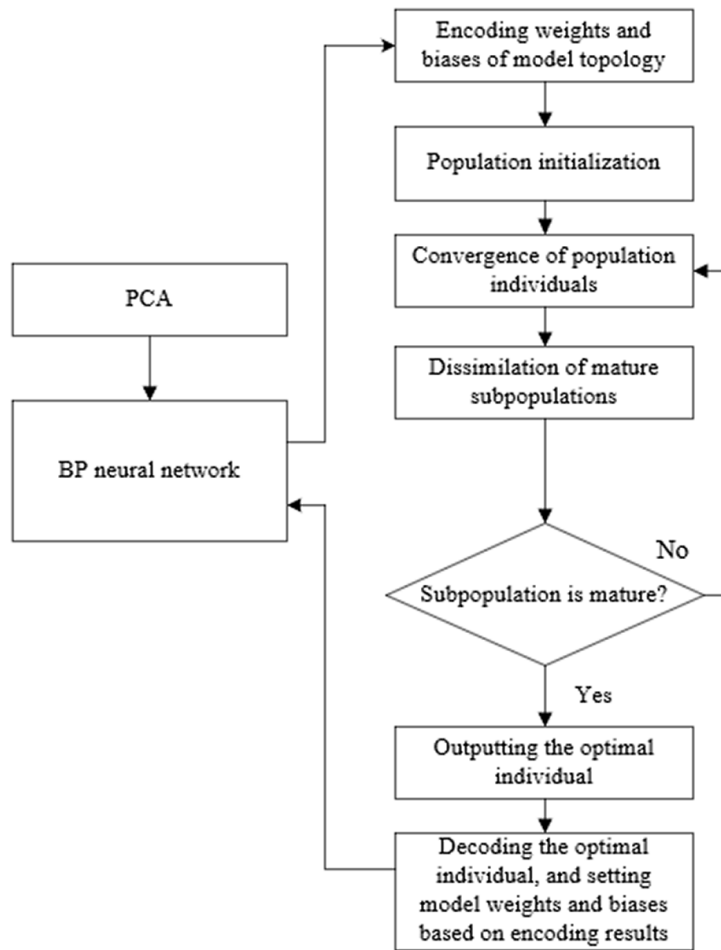 Encoding weights and
biases of model topology
Population initialization
Convergence of population
individuals
PCA
Dissimilation of mature
subpopulations
BP neural network
No
Subpopulation is mature?
Yes
Outputting the optimal
individual
Decoding the optimal
individual, and setting
model weights and biases
based on encoding results